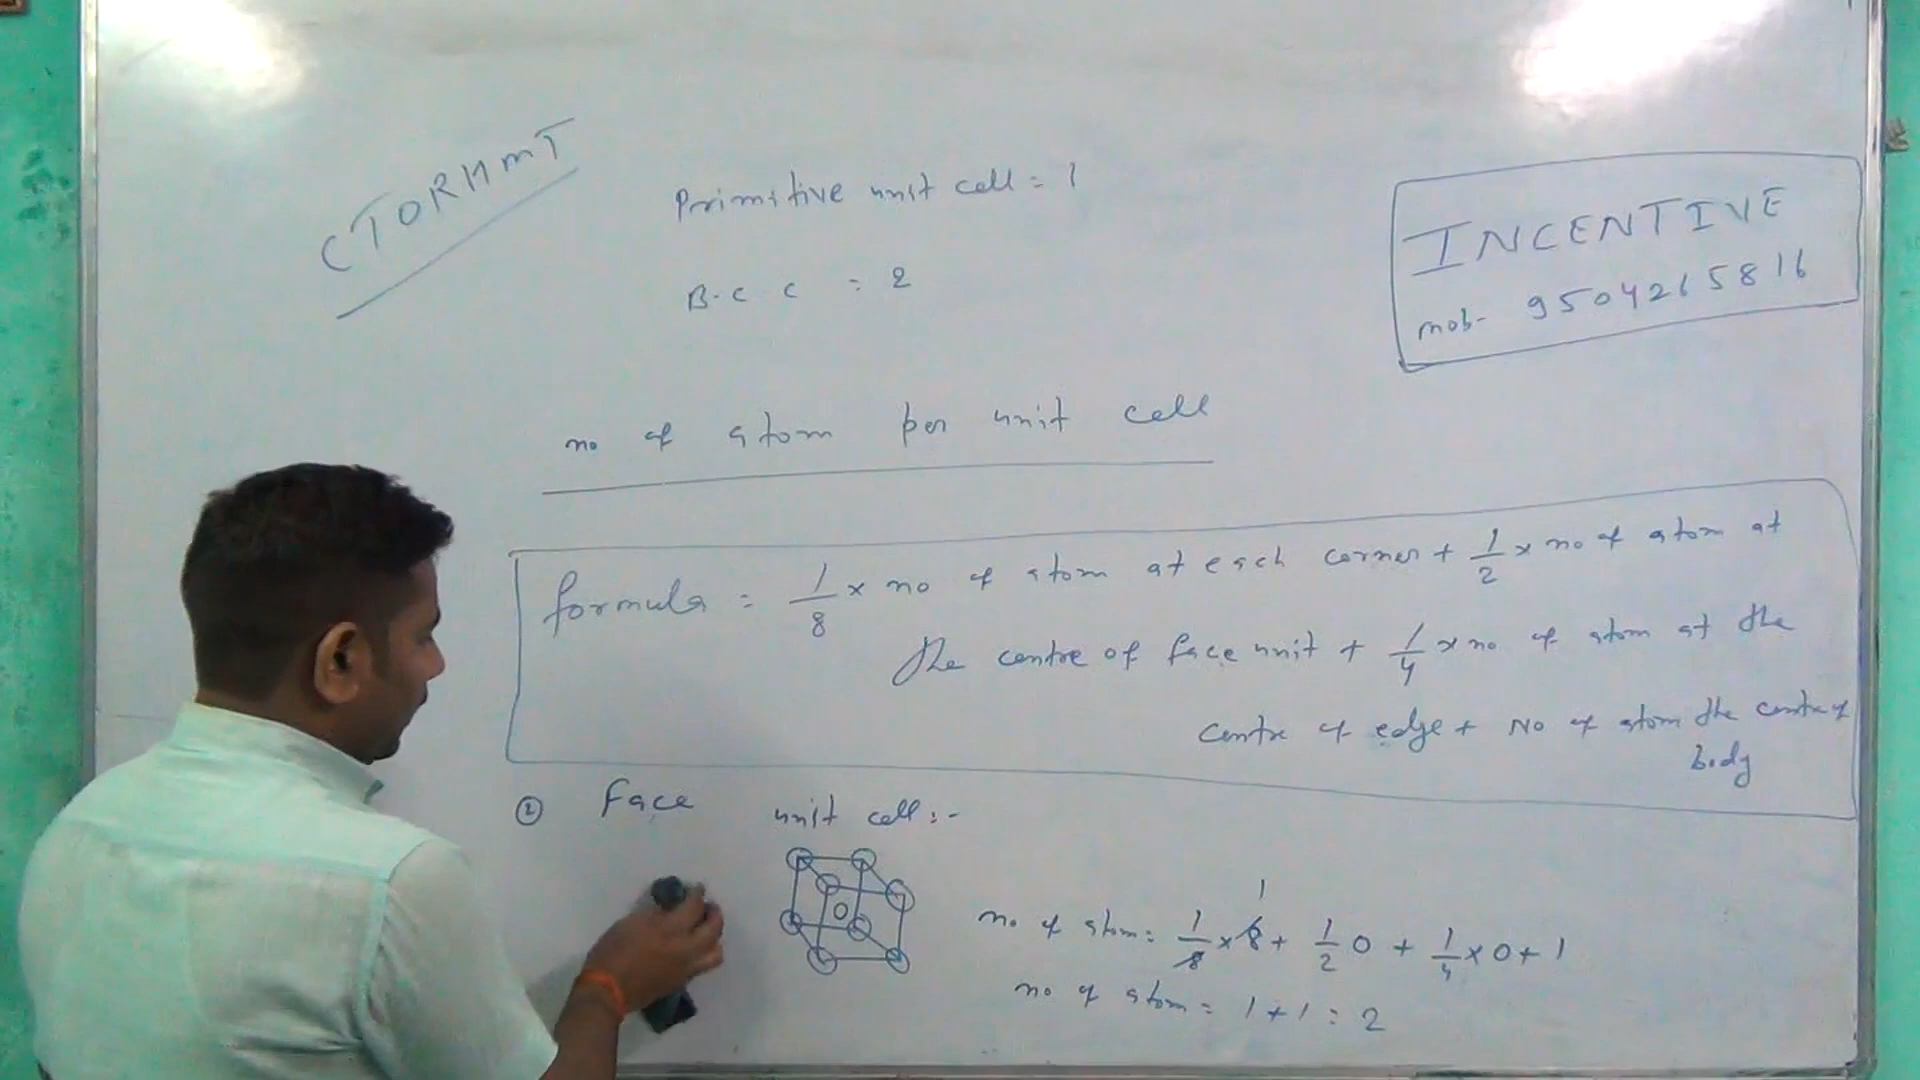 CTORHMT
Primitive unit cell = 1
B.C C = 2
INCENTIVE
mob- 9504265816
no of atom per unit cell
formula = 1/8 x no of atom at each corner + 1/2 x no of atom at
the centre of face unit + 1/4 x no of atom at the
centre of edge + No of atom the centre of
body
② Face unit cell :-
no of atom = 1/8 x 8 + 1/2 0 + 1/4 x 0 + 1
1
no of atom = 1 + 1 = 2